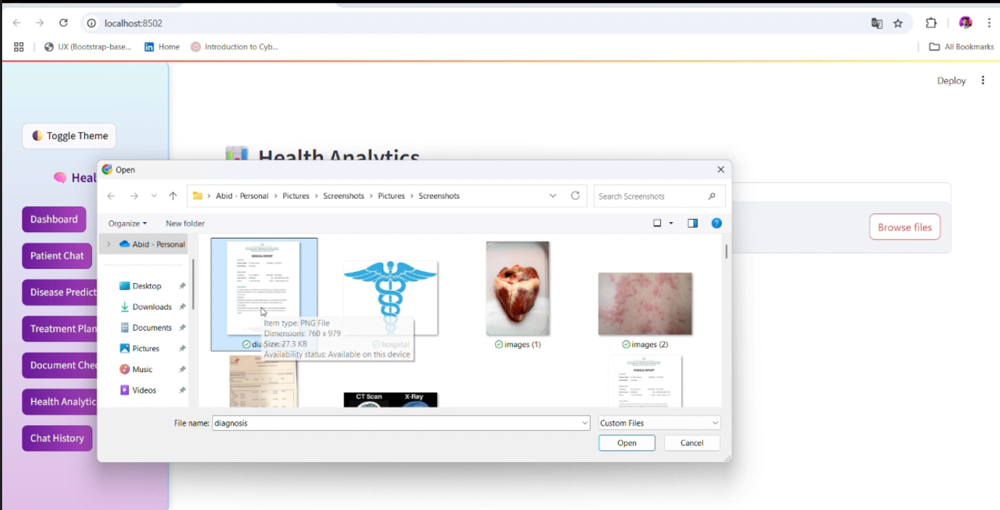 localhost:8502
UX (Bootstrap-base...
Home
Introduction to Cyb...
All Bookmarks
Deploy
Toggle Theme
Health Analytics
Heal
Open
Abid - Personal > Pictures > Screenshots > Pictures > Screenshots
Search Screenshots
Dashboard
Organize
New folder
Browse files
Abid - Personal
Patient Chat
MEDICAL REPORT
Desktop
Disease Predict
Downloads
Documents
Treatment Plan
Item type: PNG File
Dimensions: 760 x 979
Size: 27.3 KB
Availability status: Available on this device
hospital
images (1)
images (2)
Pictures
Document Che
Music
MEDICAL REPORT
Videos
CT Scan
X-Ray
Health Analytic
File name:
diagnosis
Custom Files
Chat History
Open
Cancel